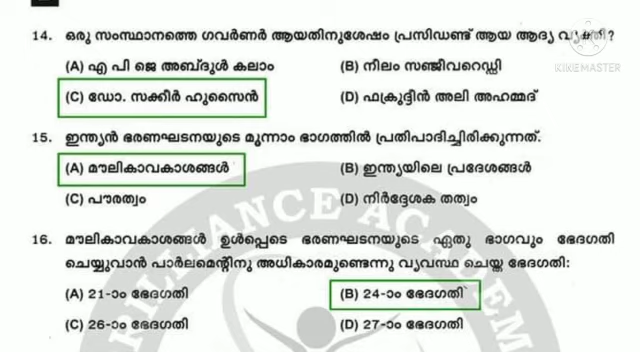 14. ഒരു സംസ്ഥാനത്തെ ഗവർണർ ആയതിനുശേഷം പ്രസിഡണ്ട് ആയ ആദ്യ വ്യക്തി?
(A) എ പി ജെ അബ്ദുൾ കലാം (B) നീലം സഞ്ജീവറെഡ്ഡി
(C) ഡോ. സക്കീർ ഹുസൈൻ (D) ഫക്രുദ്ദീൻ അലി അഹമ്മദ്
15. ഇന്ത്യൻ ഭരണഘടനയുടെ മൂന്നാം ഭാഗത്തിൽ പ്രതിപാദിച്ചിരിക്കുന്നത്.
(A) മൗലികാവകാശങ്ങൾ (B) ഇന്ത്യയിലെ പ്രദേശങ്ങൾ
(C) പൗരത്വം (D) നിർദ്ദേശക തത്വം
16. മൗലികാവകാശങ്ങൾ ഉൾപ്പെടെ ഭരണഘടനയുടെ ഏതു ഭാഗവും ഭേദഗതി
ചെയ്യുവാൻ പാർലമെന്റിനു അധികാരമുണ്ടെന്നു വ്യവസ്ഥ ചെയ്ത ഭേദഗതി:
(A) 21-ാം ഭേദഗതി (B) 24-ാം ഭേദഗതി
(C) 26-ാം ഭേദഗതി (D) 27-ാം ഭേദഗതി
KINEMASTER